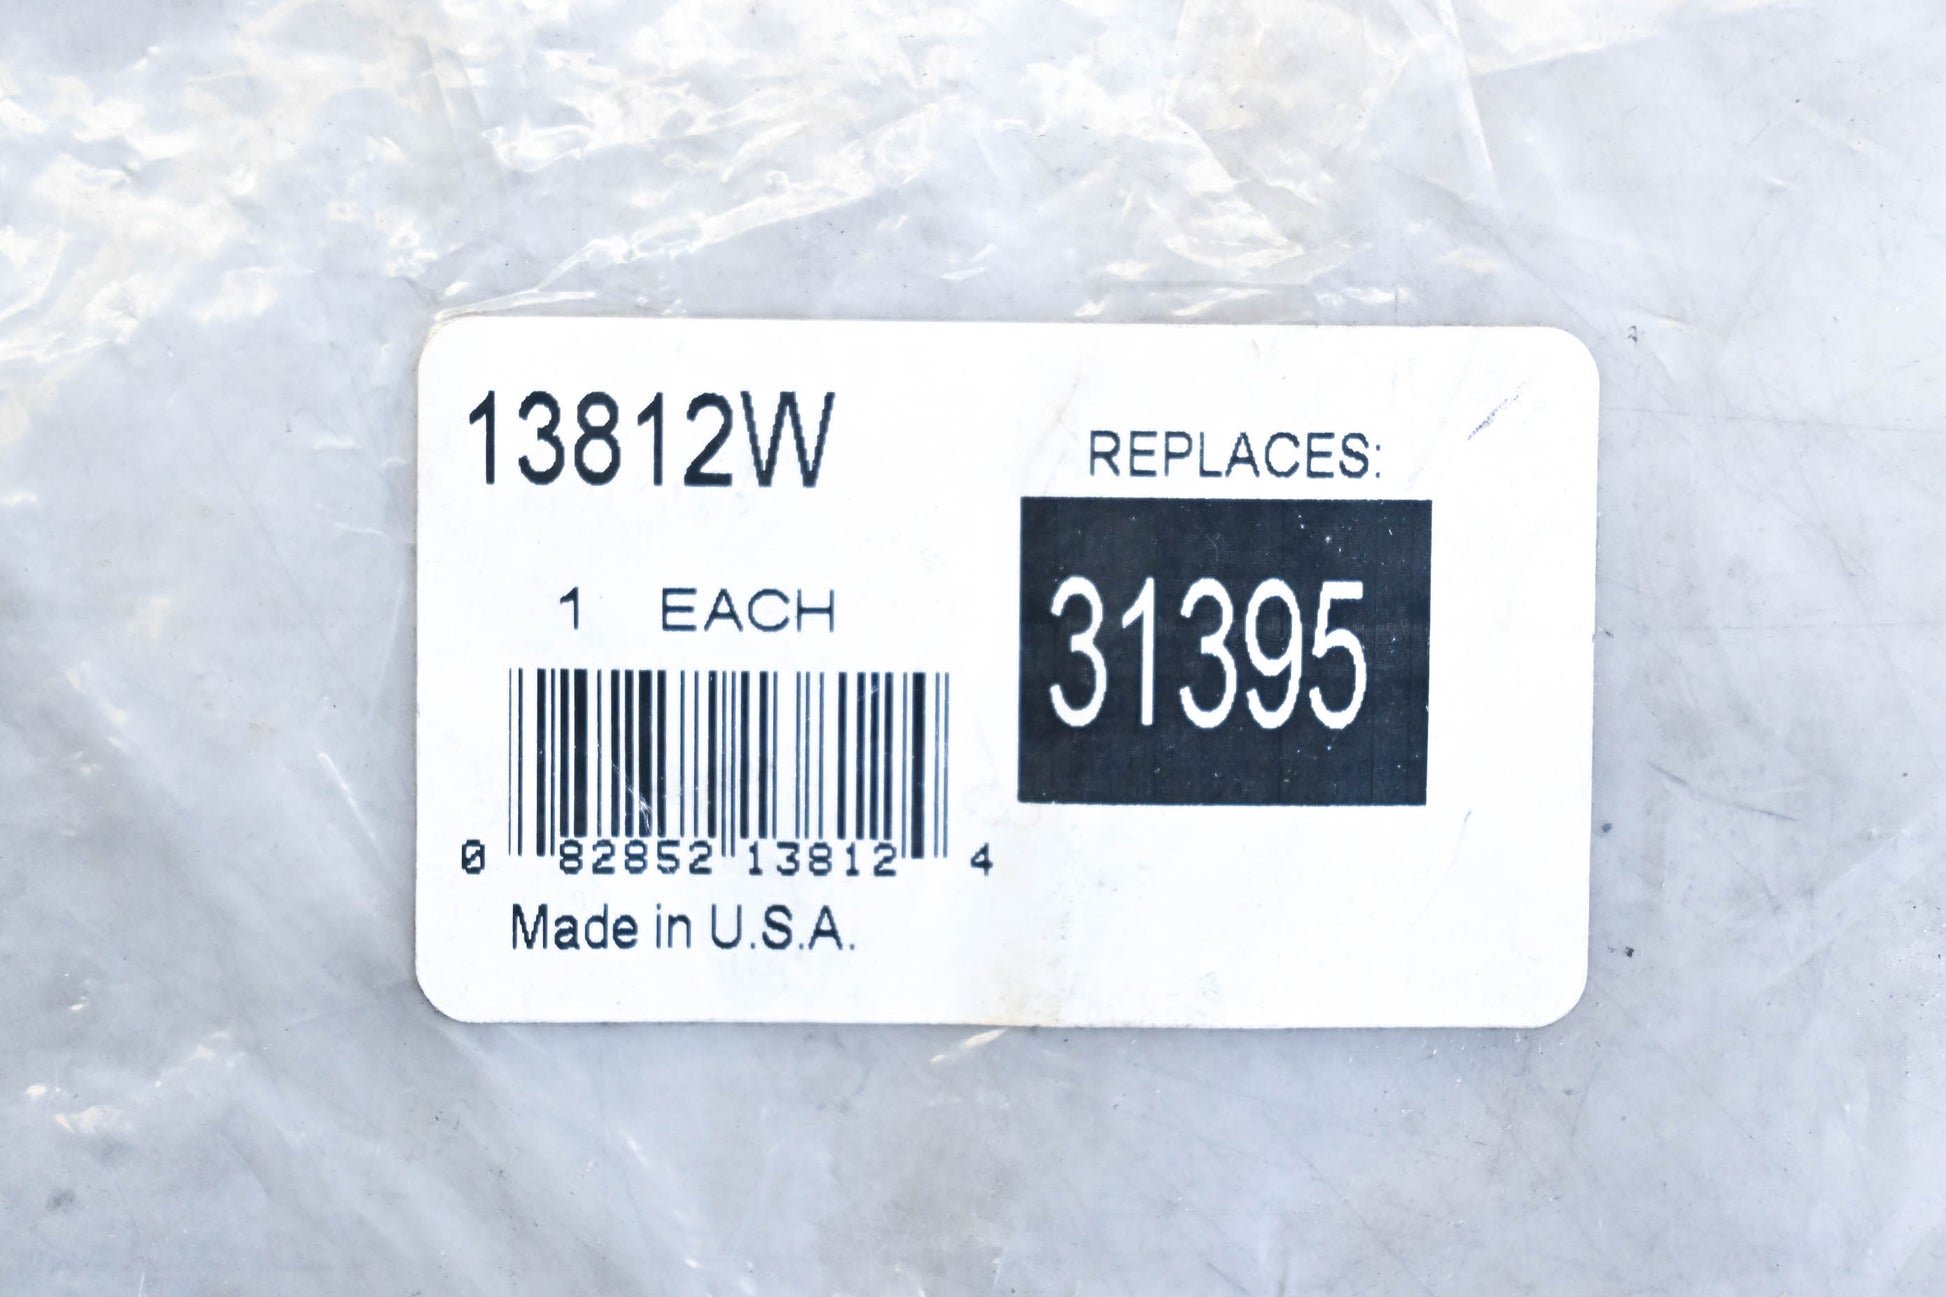 13812W
1 EACH
0 82852 13812 4
Made in U.S.A.
REPLACES:
31395